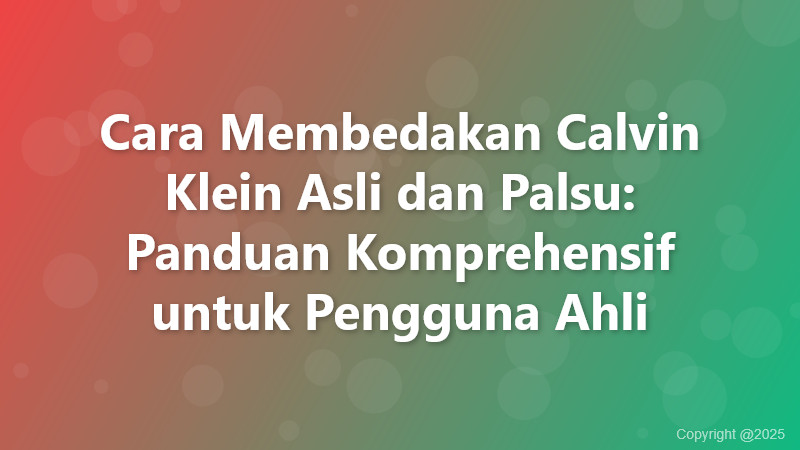 Cara Membedakan Calvin
Klein Asli dan Palsu:
Panduan Komprehensif
untuk Pengguna Ahli
Copyright @2025